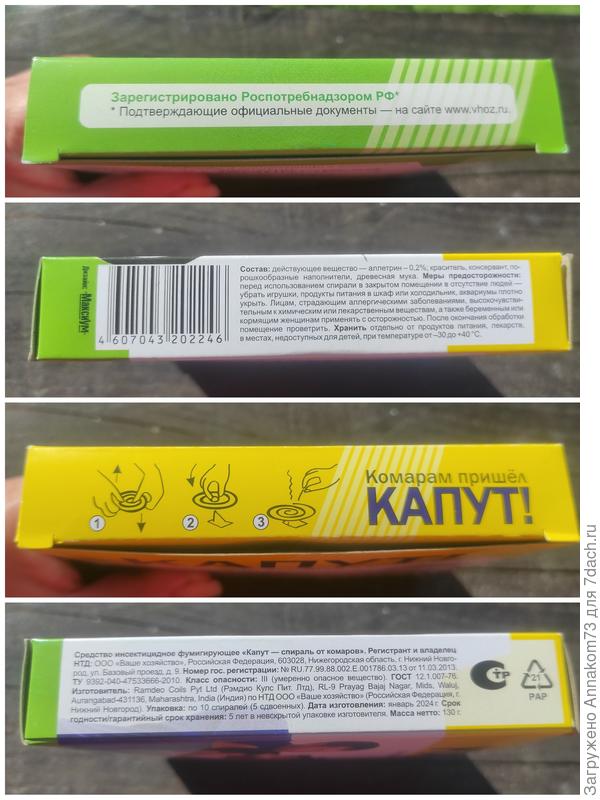 Зарегистрировано Роспотребнадзором РФ*
* Подтверждающие официальные документы — на сайте www.vhoz.ru.
Дизайн: Максиум
4 607043 202246
Состав: действующее вещество — аллетрин – 0,2%; краситель, консервант, по-
рошкообразные наполнители, древесная мука. Меры предосторожности:
перед использованием спирали в закрытом помещении в отсутствие людей —
убрать игрушки, продукты питания в шкаф или холодильник, аквариумы плотно
укрыть. Лицам, страдающим аллергическими заболеваниями, высокочувстви-
тельным к химическим или лекарственным веществам, а также беременным или
кормящим женщинам применять с осторожностью. После окончания обработки
помещение проветрить. Хранить отдельно от продуктов питания, лекарств,
в местах, недоступных для детей, при температуре от –30 до +40 °С.
1 2 3
Комарам пришёл
КАПУТ!
Средство инсектицидное фумигирующее «Капут — спираль от комаров». Регистрант и владелец
НТД: ООО «Ваше хозяйство», Российская Федерация, 603028, Нижегородская область, г. Нижний Новго-
род, ул. Базовый проезд, д. 9. Номер гос. регистрации: № RU.77.99.88.002.E.001786.03.13 от 11.03.2013.
ТУ 9392-040-47533666-2010. Класс опасности: III (умеренно опасное вещество). ГОСТ 12.1.007-76.
Изготовитель: Ramdeo Coils Pyt Ltd (Рэмдио Кулс Пит. Лтд), RL-9 Prayag Bajaj Nagar, Mids, Waluj,
Aurangabad-431136, Maharashtra, India (Индия) по НТД ООО «Ваше хозяйство» (Российская Федерация, г.
Нижний Новгород). Упаковка: по 10 спиралей (5 сдвоенных). Дата изготовления: январь 2024 г. Срок
годности/гарантийный срок хранения: 5 лет в невскрытой упаковке изготовителя. Масса нетто: 130 г.
СТР
21
PAP
Загружено Annakom73 для 7dach.ru